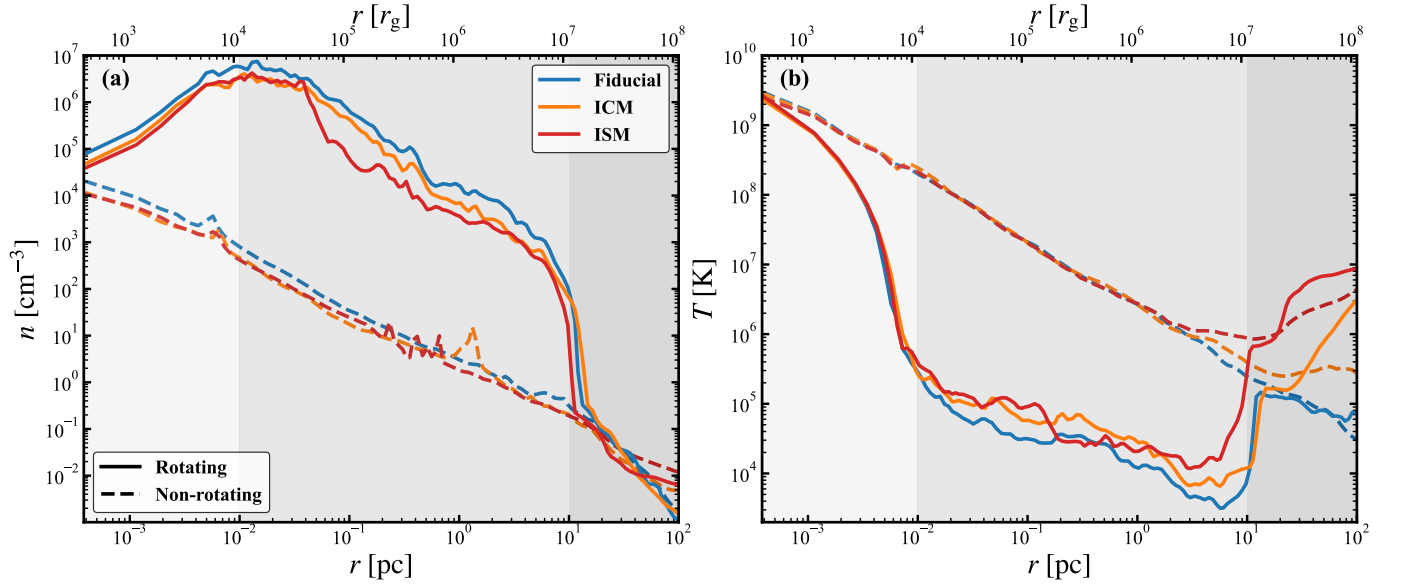 r [r_g]
r [r_g]
10^3 10^4 10^5 10^6 10^7 10^8
10^3 10^4 10^5 10^6 10^7 10^8
(a)
Fiducial
ICM
ISM
(b)
10^7
10^6
10^5
10^4
10^3
10^2
10^1
10^0
10^−1
10^−2
n [cm^−3]
Rotating
Non-rotating
10^−3 10^−2 10^−1 10^0 10^1 10^2
r [pc]
10^10
10^9
10^8
10^7
10^6
10^5
10^4
T [K]
10^−3 10^−2 10^−1 10^0 10^1 10^2
r [pc]